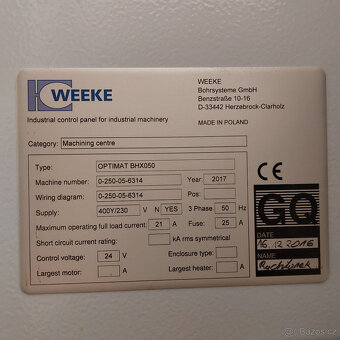 WEEKE
WEEKE
Bohrsysteme GmbH
Benzstraße 10-16
D-33442 Herzebrock-Clarholz
Industrial control panel for industrial machinery
MADE IN POLAND
Category: Machining centre
Type: OPTIMAT BHX050
Machine number: 0-250-05-6314 Year: 2017
Wiring diagram: 0-250-05-6314 Pos:
Supply: 400Y/230 V N YES 3 Phase 50 Hz
Maximum operating full load current: 21 A Fuse: 25 A
Short circuit current rating: kA rms symmetrical
Control voltage: 24 V Enclosure type:
Largest motor: A Largest heater: A
GQ
16.12.2016
sbazos.cz